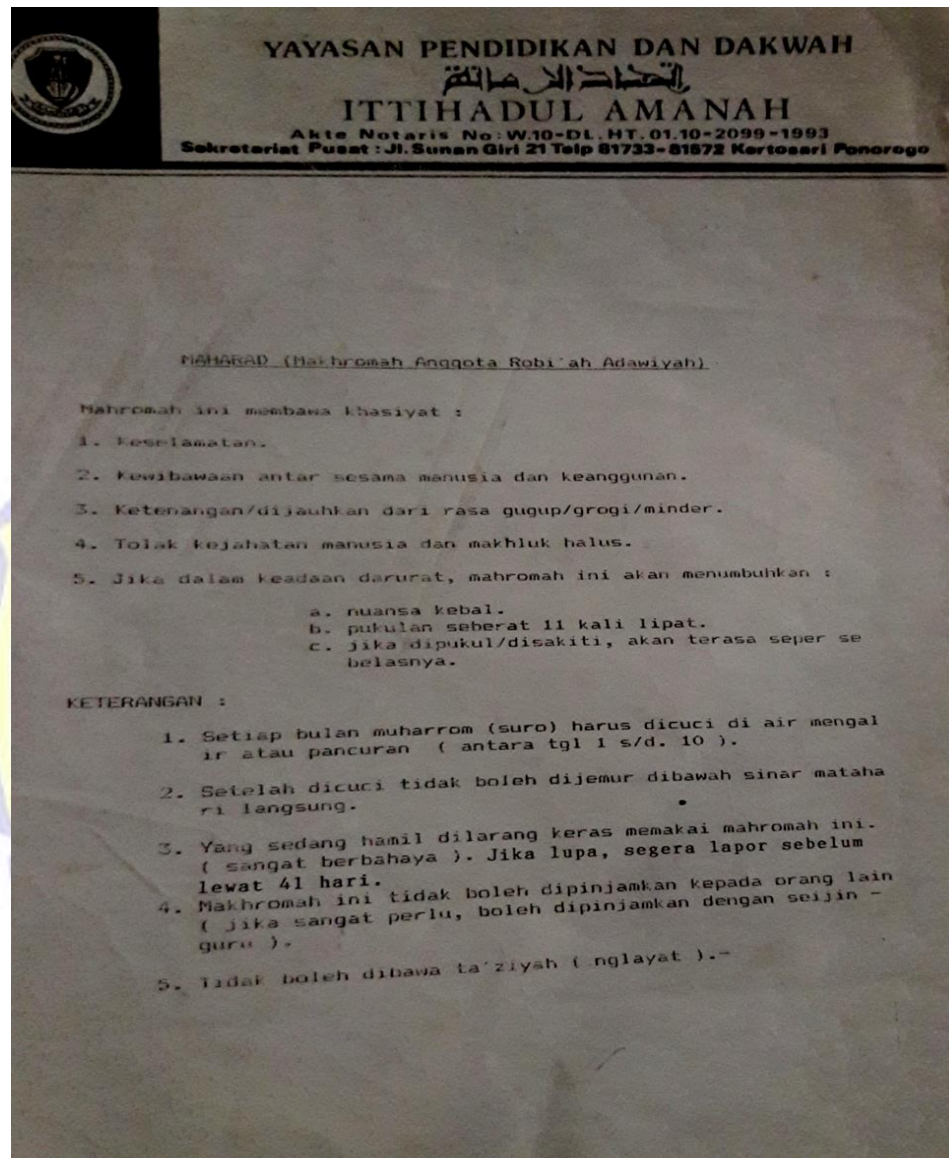 YAYASAN PENDIDIKAN DAN DAKWAH
إتحاد الأمانة
ITTIHADUL AMANAH
Akte Notaris No:W.10-DL.HT.01.10-2099-1993
Sekretariat Pusat : Jl. Sunan Giri 21 Telp 81733-81672 Kertosari Ponorogo
MAHARAD (Makhromah Anggota Robi'ah Adawiyah)
Mahromah ini membawa khasiyat :
1. Keselamatan.
2. Kewibawaan antar sesama manusia dan keanggunan.
3. Ketenangan/dijauhkan dari rasa gugup/grogi/minder.
4. Tolak kejahatan manusia dan makhluk halus.
5. Jika dalam keadaan darurat, mahromah ini akan menumbuhkan :
a. nuansa kebal.
b. pukulan seberat 11 kali lipat.
c. jika dipukul/disakiti, akan terasa seper se
belasnya.
KETERANGAN :
1. Setiap bulan muharrom (suro) harus dicuci di air mengal
ir atau pancuran ( antara tgl 1 s/d. 10 ).
2. Setelah dicuci tidak boleh dijemur dibawah sinar mataha
ri langsung.
3. Yang sedang hamil dilarang keras memakai mahromah ini.
( sangat berbahaya ). Jika lupa, segera lapor sebelum
lewat 41 hari.
4. Makhromah ini tidak boleh dipinjamkan kepada orang lain
( jika sangat perlu, boleh dipinjamkan dengan seijin -
guru ).
5. Tidak boleh dibawa ta'ziyah ( nglayat ).-